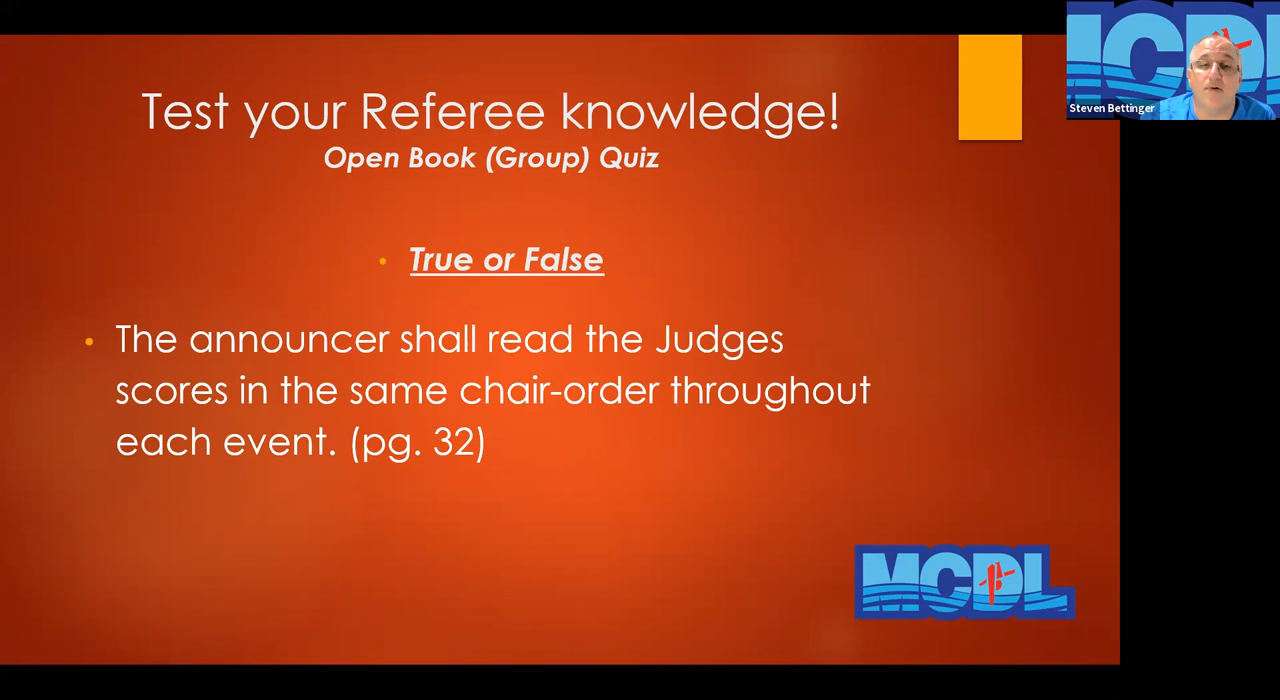 Test your Referee knowledge!
Open Book (Group) Quiz
True or False
The announcer shall read the Judges
scores in the same chair-order throughout
each event. (pg. 32)
MCDL
MCDL
Steven Bettinger